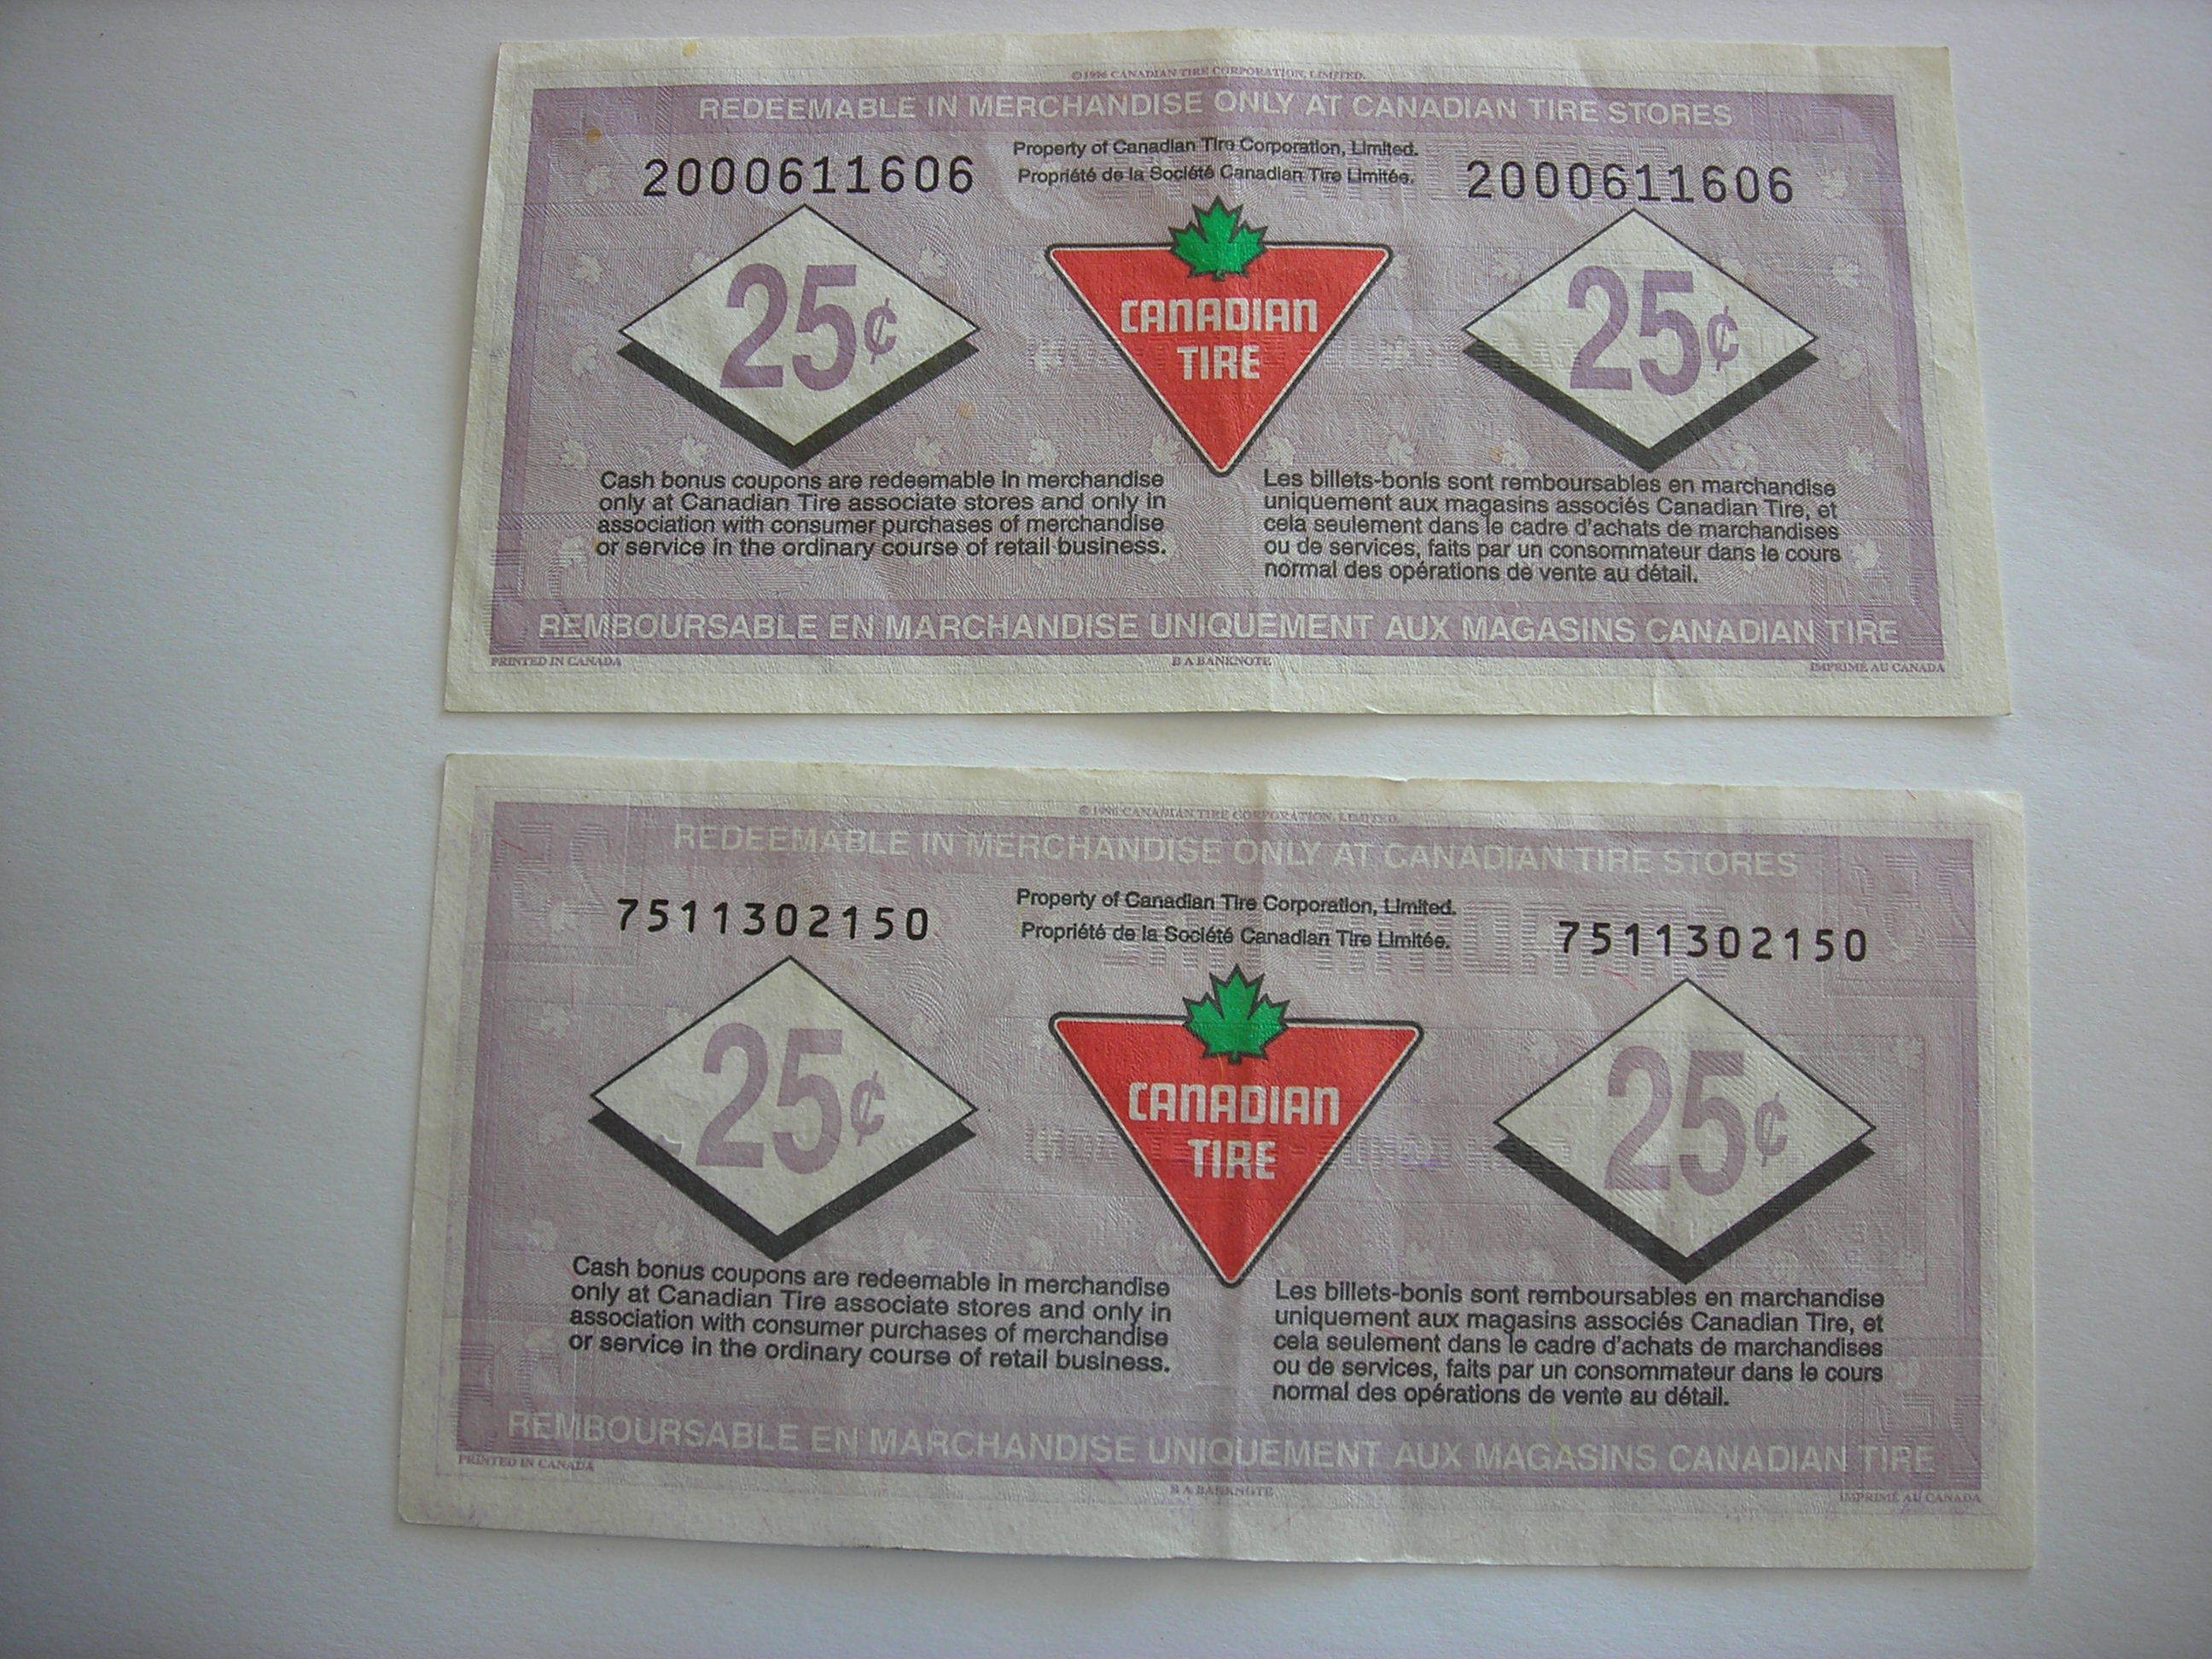 © 1996 CANADIAN TIRE CORPORATION, LIMITED.
REDEEMABLE IN MERCHANDISE ONLY AT CANADIAN TIRE STORES
Property of Canadian Tire Corporation, Limited.
Propriété de la Société Canadian Tire Limitée.
2000611606 2000611606
25¢ CANADIAN 25¢
TIRE
Cash bonus coupons are redeemable in merchandise
only at Canadian Tire associate stores and only in
association with consumer purchases of merchandise
or service in the ordinary course of retail business.
Les billets-bonis sont remboursables en marchandise
uniquement aux magasins associés Canadian Tire, et
cela seulement dans le cadre d'achats de marchandises
ou de services, faits par un consommateur dans le cours
normal des opérations de vente au détail.
REMBOURSABLE EN MARCHANDISE UNIQUEMENT AUX MAGASINS CANADIAN TIRE
PRINTED IN CANADA B A BANKNOTE IMPRIMÉ AU CANADA
© 1996 CANADIAN TIRE CORPORATION, LIMITED.
REDEEMABLE IN MERCHANDISE ONLY AT CANADIAN TIRE STORES
Property of Canadian Tire Corporation, Limited.
Propriété de la Société Canadian Tire Limitée.
7511302150 7511302150
25¢ CANADIAN 25¢
TIRE
Cash bonus coupons are redeemable in merchandise
only at Canadian Tire associate stores and only in
association with consumer purchases of merchandise
or service in the ordinary course of retail business.
Les billets-bonis sont remboursables en marchandise
uniquement aux magasins associés Canadian Tire, et
cela seulement dans le cadre d'achats de marchandises
ou de services, faits par un consommateur dans le cours
normal des opérations de vente au détail.
REMBOURSABLE EN MARCHANDISE UNIQUEMENT AUX MAGASINS CANADIAN TIRE
PRINTED IN CANADA B A BANKNOTE IMPRIMÉ AU CANADA